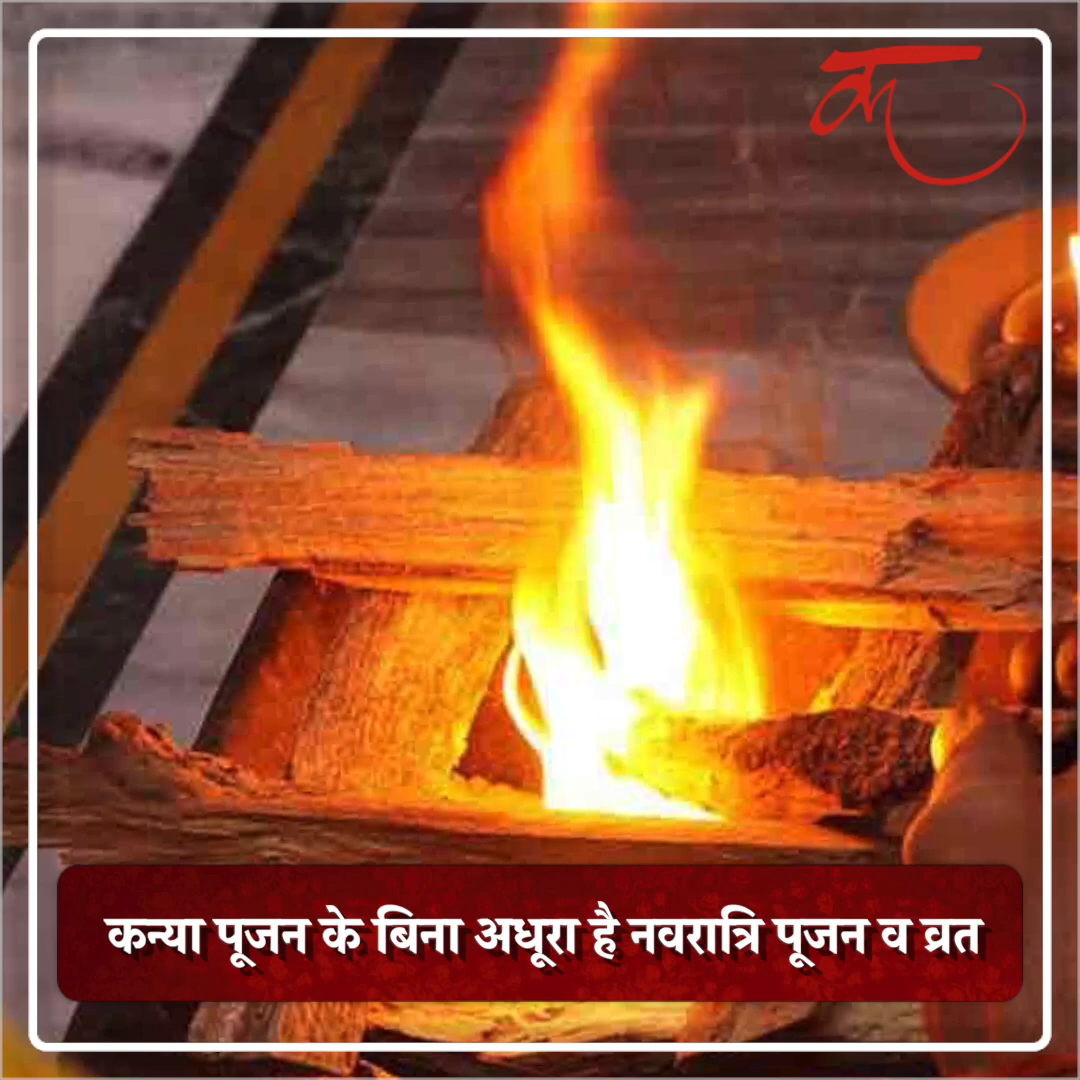 क
कन्या पूजन के बिना अधूरा है नवरात्रि पूजन व व्रत